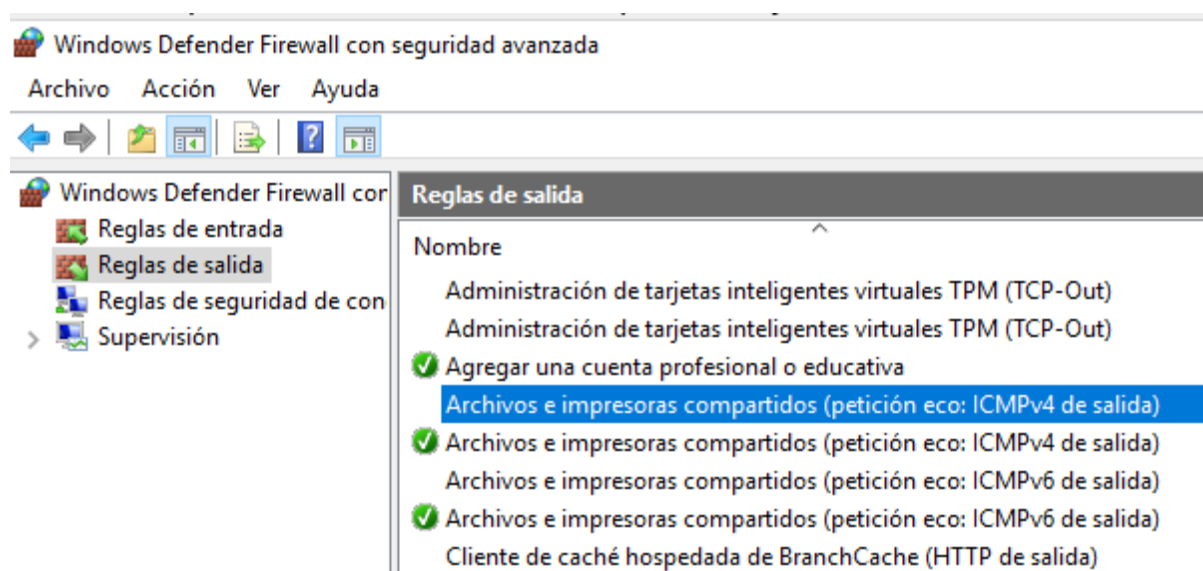 Windows Defender Firewall con seguridad avanzada
Archivo Acción Ver Ayuda
Windows Defender Firewall con
Reglas de entrada
Reglas de salida
Reglas de seguridad de con
Supervisión
Reglas de salida
Nombre
Administración de tarjetas inteligentes virtuales TPM (TCP-Out)
Administración de tarjetas inteligentes virtuales TPM (TCP-Out)
Agregar una cuenta profesional o educativa
Archivos e impresoras compartidos (petición eco: ICMPv4 de salida)
Archivos e impresoras compartidos (petición eco: ICMPv4 de salida)
Archivos e impresoras compartidos (petición eco: ICMPv6 de salida)
Archivos e impresoras compartidos (petición eco: ICMPv6 de salida)
Cliente de caché hospedada de BranchCache (HTTP de salida)